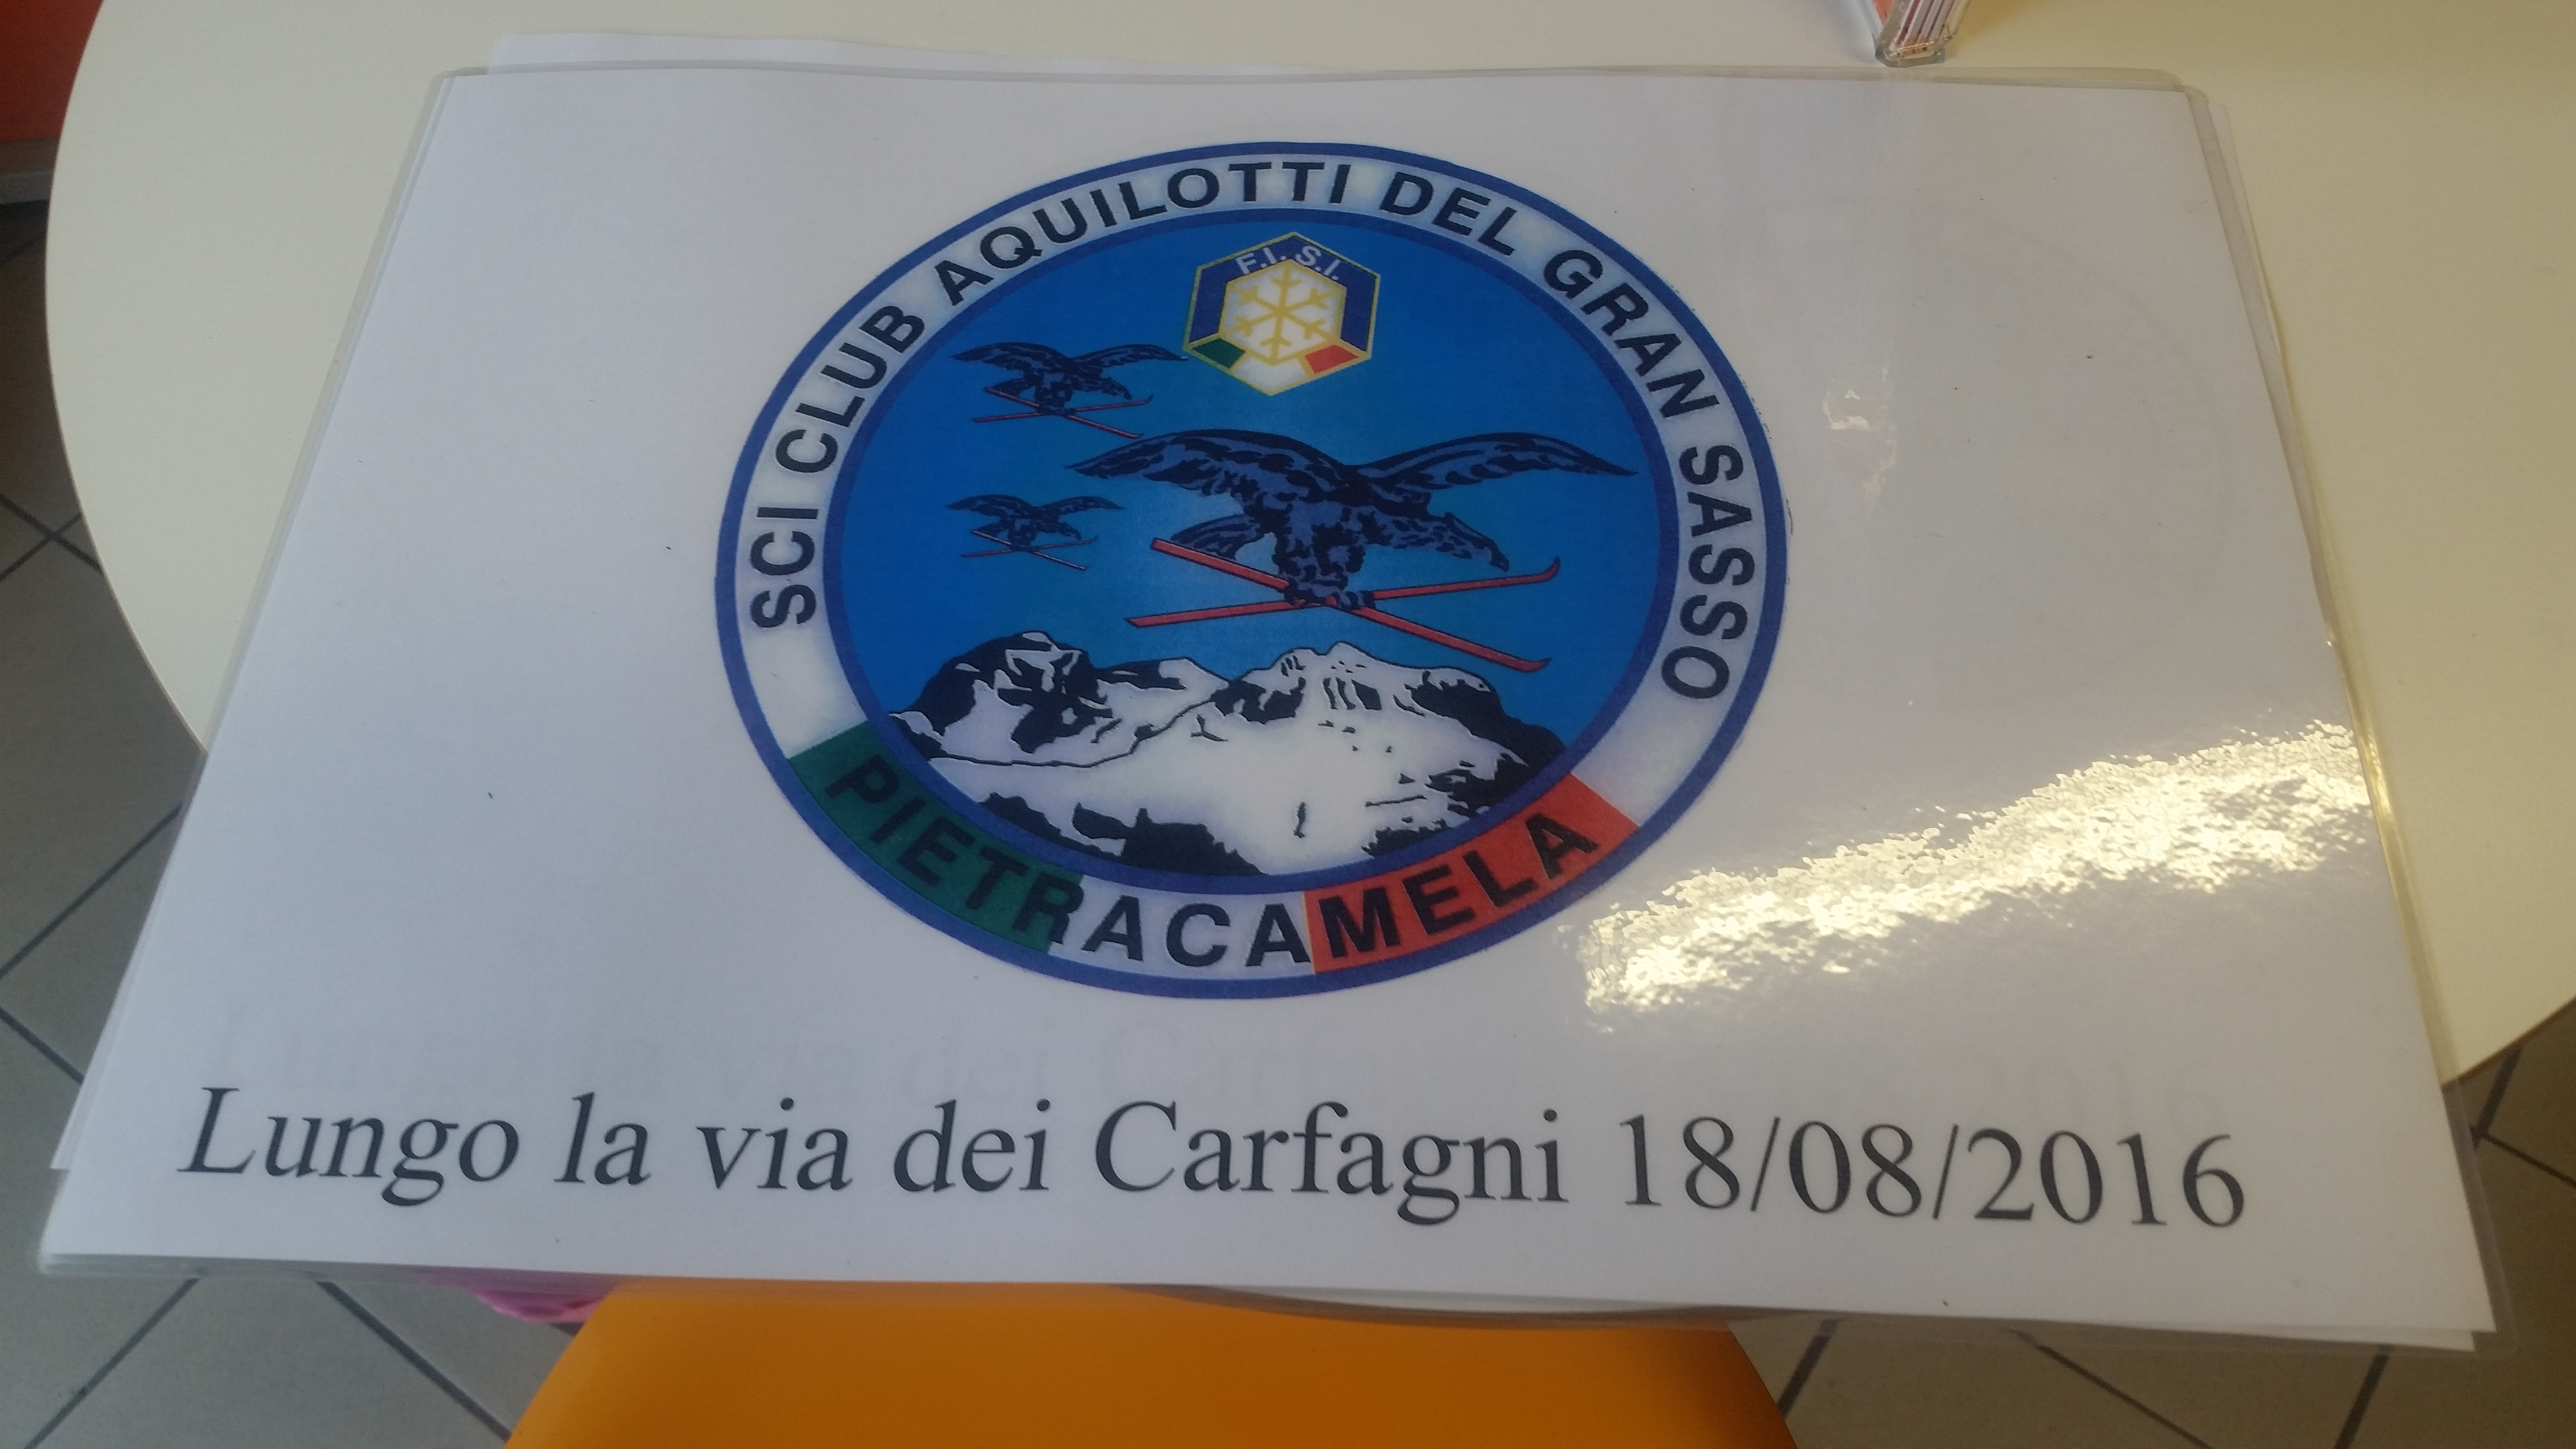 SCI CLUB AQUILOTTI DEL GRAN SASSO
F.I.S.I.
PIETRACAMELA
Lungo la via dei Carfagni 18/08/2016